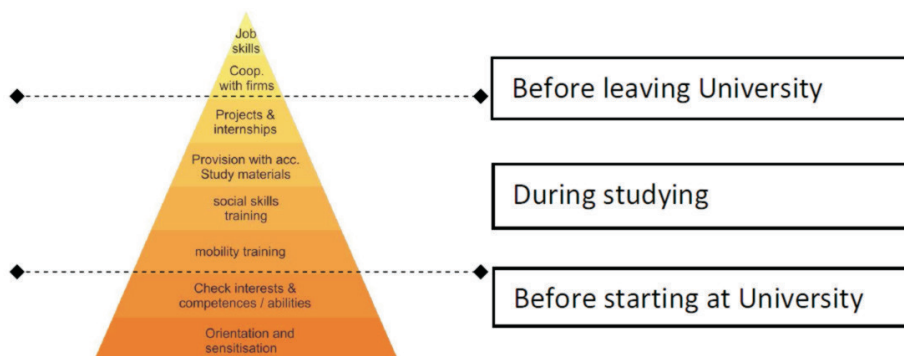 Job
skills
Coop.
with firms
Before leaving University
Projects &
internships
Provision with acc.
Study materials
During studying
social skills
training
mobility training
Check interests &
competences / abilities
Before starting at University
Orientation and
sensitisation